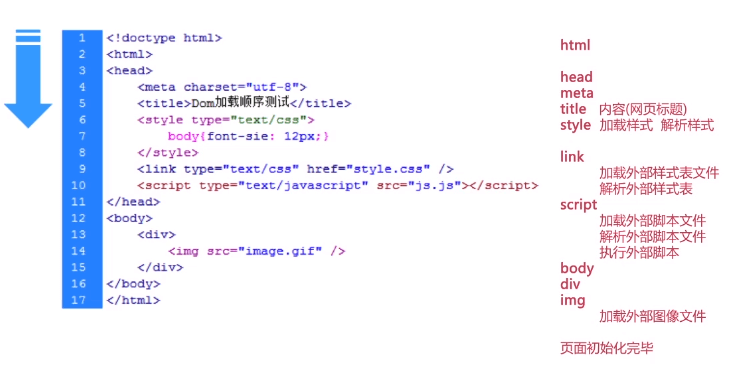 1 <!doctype html>
2 <html>
3 <head>
4 <meta charset="utf-8">
5 <title>Dom加载顺序测试</title>
6 <style type="text/css">
7 body{font-sie: 12px;}
8 </style>
9 <link type="text/css" href="style.css" />
10 <script type="text/javascript" src="js.js"></script>
11 </head>
12 <body>
13 <div>
14 <img src="image.gif" />
15 </div>
16 </body>
17 </html>
html
head
meta
title 内容(网页标题)
style 加载样式 解析样式
link
加载外部样式表文件
解析外部样式表
script
加载外部脚本文件
解析外部脚本文件
执行外部脚本
body
div
img
加载外部图像文件
页面初始化完毕